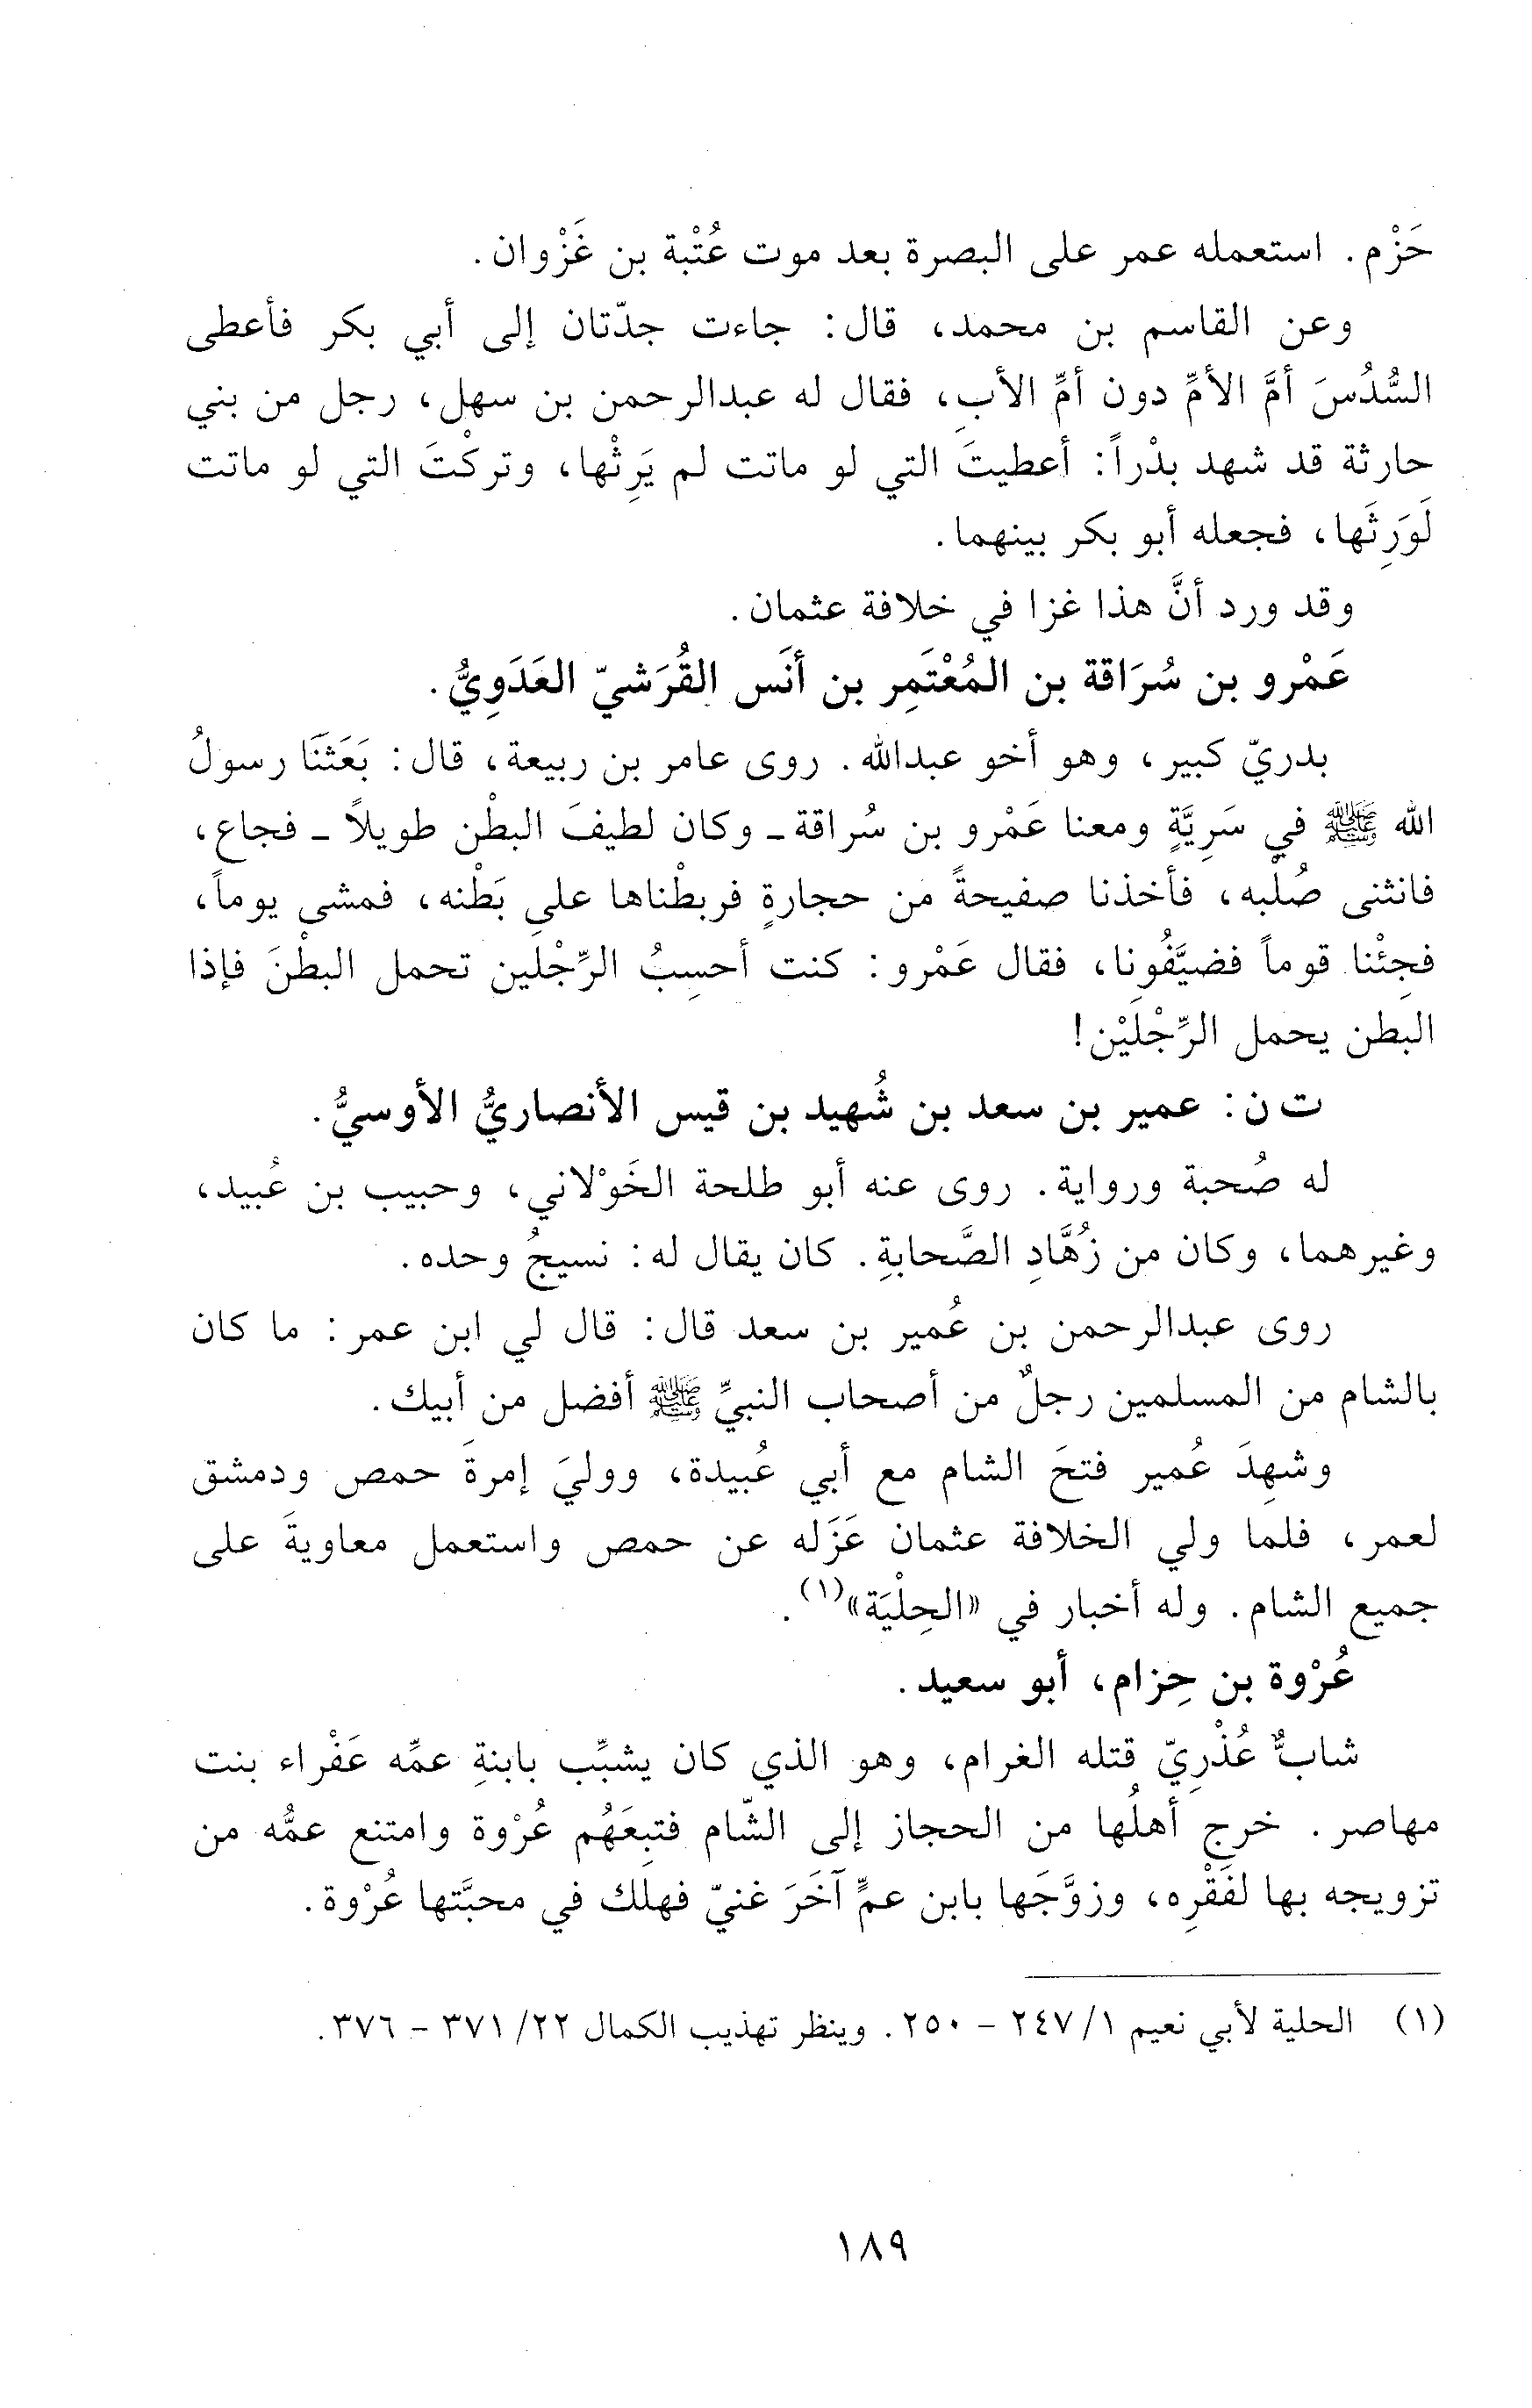 حَزْم. استعمله عمر على البصرة بعد موت عُتْبة بن غَزْوان.
وعن القاسم بن محمد، قال: جاءت جدّتان إلى أبي بكر فأعطى
السُّدُسَ أمَّ الأمِّ دون أمِّ الأبِ، فقال له عبدالرحمن بن سهل، رجل من بني
حارثة قد شهد بدْراً: أعطيتَ التي لو ماتت لم يَرِثْها، وتركْتَ التي لو ماتت
لَوَرِثَها، فجعله أبو بكر بينهما.
وقد ورد أنَّ هذا غزا في خلافة عثمان.
عَمْرو بن سُرَاقة بن المُعْتَمِر بن أنَس القُرَشيّ العَدَوِيُّ.
بدريّ كبير، وهو أخو عبدالله. روى عامر بن ربيعة، قال: بَعَثَنَا رسولُ
الله ﷺ في سَرِيَّةٍ ومعنا عَمْرو بن سُراقة ـ وكان لطيفَ البطْن طويلاً ـ فجاع،
فانثنى صُلْبه، فأخذنا صفيحةً من حجارةٍ فربطْناها على بَطْنه، فمشى يوماً،
فجِئْنا قوماً فضيَّفُونا، فقال عَمْرو: كنت أحسِبُ الرِّجْلَين تحمل البطْنَ فإذا
البطن يحمل الرِّجْلَيْن!
ت ن: عمير بن سعد بن شُهيد بن قيس الأنصاريُّ الأوسيُّ.
له صُحبة ورواية. روى عنه أبو طلحة الخَوْلاني، وحبيب بن عُبيد،
وغيرهما، وكان من زُهَّادِ الصَّحابةِ. كان يقال له: نسيجُ وحده.
روى عبدالرحمن بن عُمير بن سعد قال: قال لي ابن عمر: ما كان
بالشام من المسلمين رجلٌ من أصحاب النبيِّ ﷺ أفضل من أبيك.
وشهِدَ عُمير فتحَ الشام مع أبي عُبيدة، ووليَ إمرةَ حمص ودمشق
لعمر، فلما ولي الخلافة عثمان عَزَله عن حمص واستعمل معاويةَ على
جميع الشام. وله أخبار في «الحِلْيَة»(١).
عُرْوة بن حِزام، أبو سعيد.
شابٌّ عُذْرِيّ قتله الغرام، وهو الذي كان يشبِّب بابنةِ عمِّه عَفْراء بنت
مهاصر. خرج أهلُها من الحجاز إلى الشّام فتبِعَهُم عُرْوة وامتنع عمُّه من
تزويجه بها لفَقْرِه، وزوَّجَها بابن عمٍّ آخَرَ غنيّ فهلك في محبَّتها عُرْوة.
(١) الحلية لأبي نعيم ١/ ٢٤٧ - ٢٥٠. وينظر تهذيب الكمال ٢٢/ ٣٧١ - ٣٧٦.
١٨٩